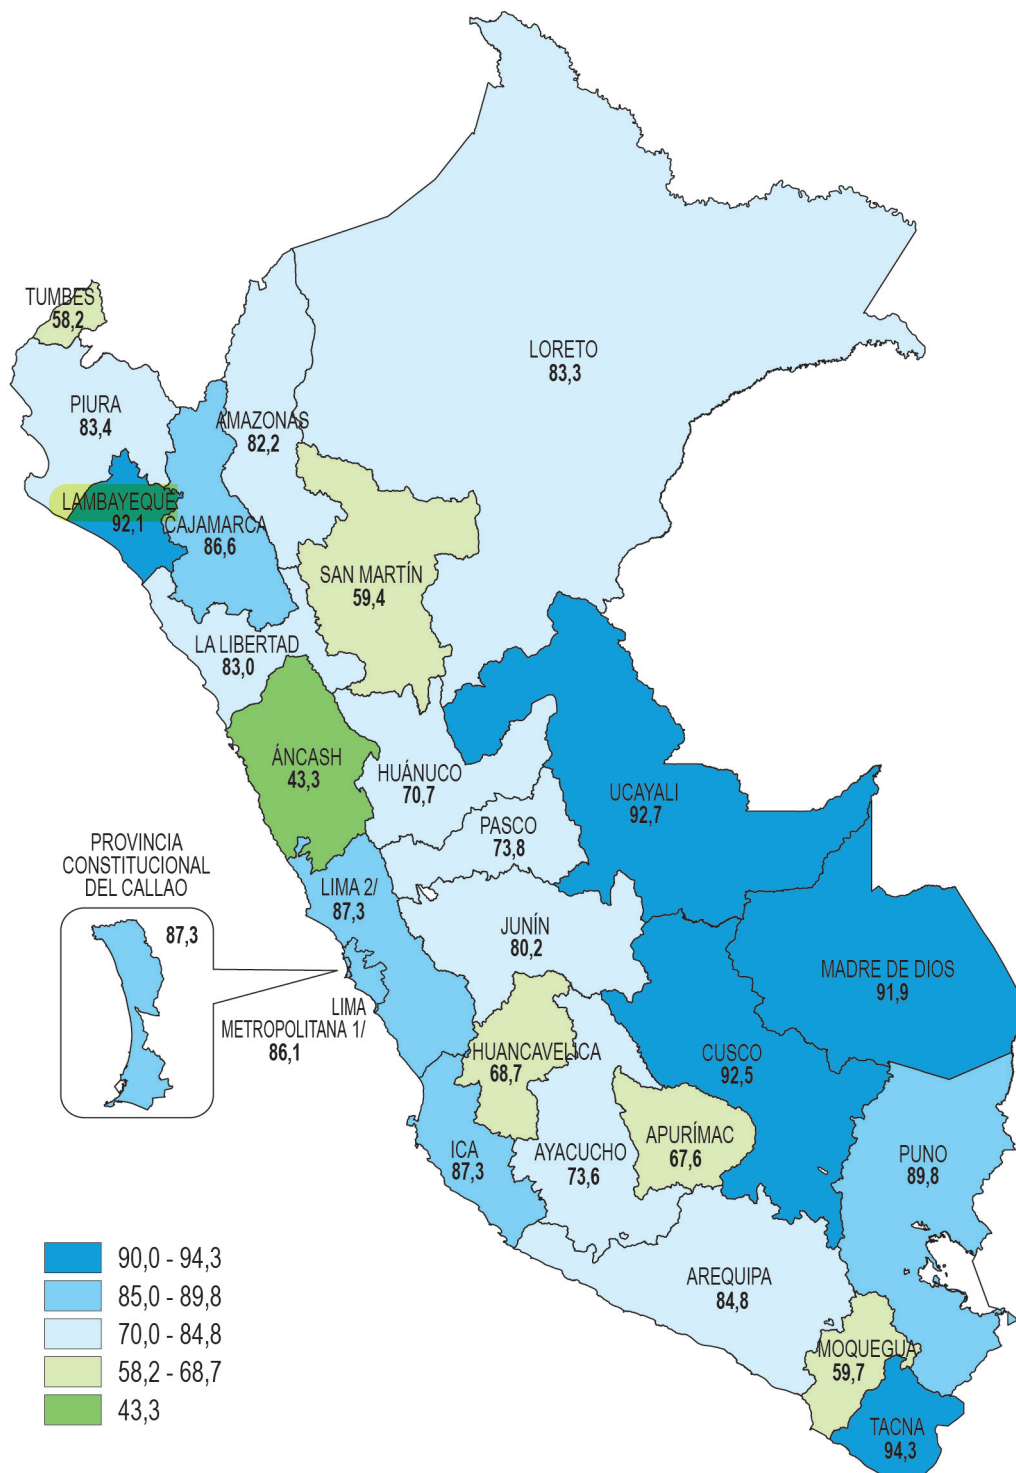 TUMBES
58,2
LORETO
83,3
PIURA
83,4
AMAZONAS
82,2
LAMBAYEQUE
92,1
CAJAMARCA
86,6
SAN MARTÍN
59,4
LA LIBERTAD
83,0
ÁNCASH
43,3
HUÁNUCO
70,7
UCAYALI
92,7
PASCO
73,8
PROVINCIA
CONSTITUCIONAL
DEL CALLAO
87,3
LIMA 2/
87,3
JUNÍN
80,2
MADRE DE DIOS
91,9
LIMA
METROPOLITANA 1/
86,1
HUANCAVELICA
68,7
CUSCO
92,5
ICA
87,3
AYACUCHO
73,6
APURÍMAC
67,6
PUNO
89,8
AREQUIPA
84,8
MOQUEGUA
59,7
TACNA
94,3
90,0 - 94,3
85,0 - 89,8
70,0 - 84,8
58,2 - 68,7
43,3